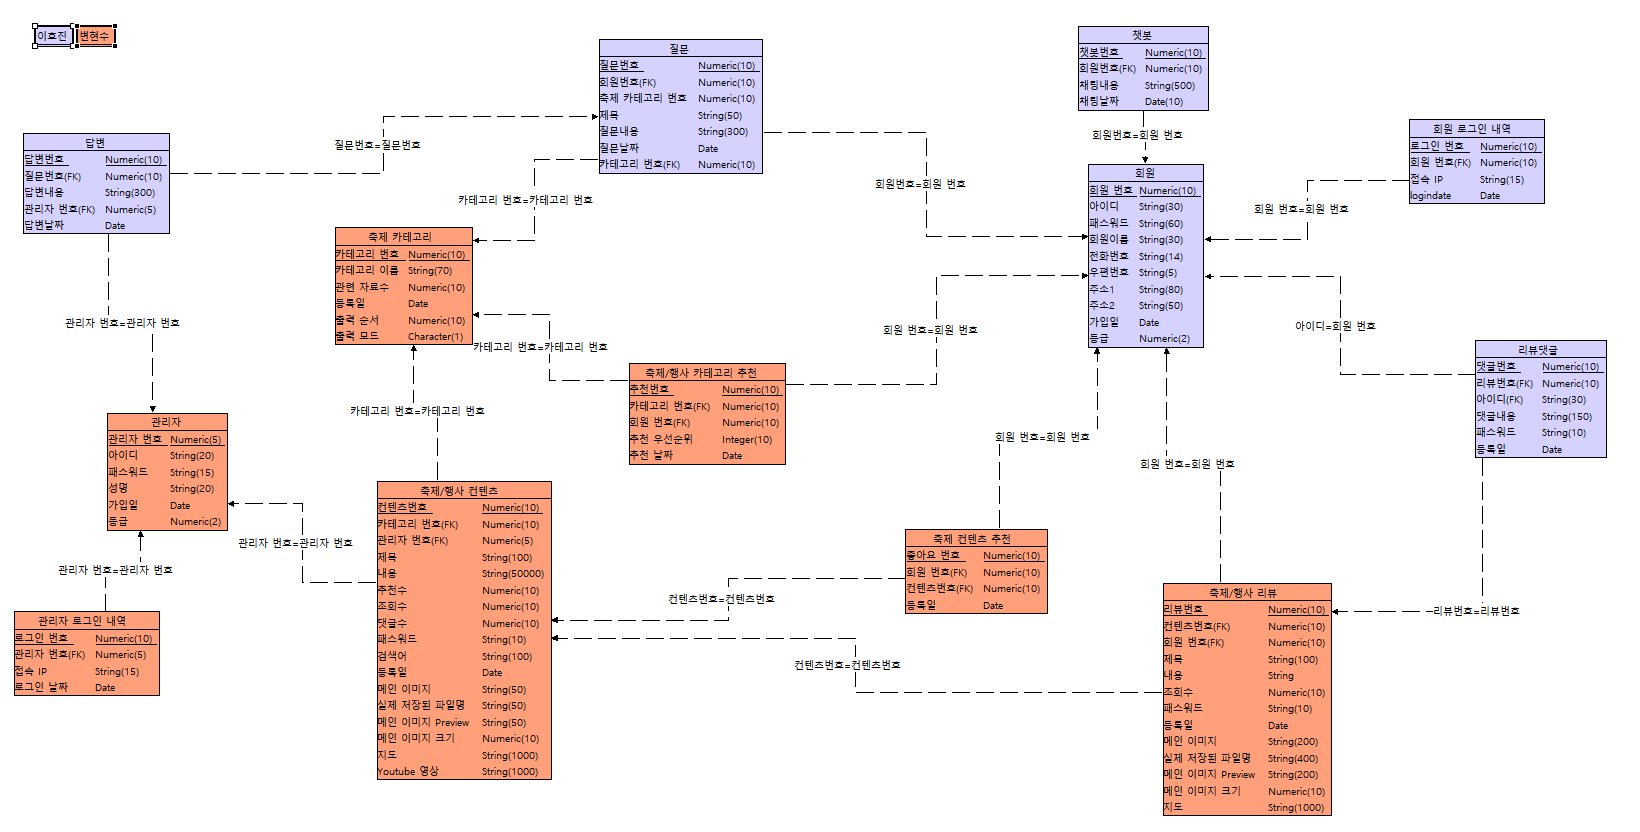 이효진 변현수
질문
질문번호 Numeric(10)
회원번호(FK) Numeric(10)
축제 카테고리 번호 Numeric(10)
제목 String(50)
질문내용 String(300)
질문날짜 Date
카테고리 번호(FK) Numeric(10)
챗봇
챗봇번호 Numeric(10)
회원번호(FK) Numeric(10)
채팅내용 String(500)
채팅날짜 Date(10)
회원번호=회원 번호
회원 로그인 내역
로그인 번호 Numeric(10)
회원 번호(FK) Numeric(10)
접속 IP String(15)
logindate Date
답변
답변번호 Numeric(10)
질문번호(FK) Numeric(10)
답변내용 String(300)
관리자 번호(FK) Numeric(5)
답변날짜 Date
질문번호=질문번호
카테고리 번호=카테고리 번호
회원번호=회원 번호
회원 번호=회원 번호
회원
회원 번호 Numeric(10)
아이디 String(30)
패스워드 String(60)
회원이름 String(30)
전화번호 String(14)
우편번호 String(5)
주소1 String(80)
주소2 String(50)
가입일 Date
등급 Numeric(2)
축제 카테고리
카테고리 번호 Numeric(10)
카테고리 이름 String(70)
관련 자료수 Numeric(10)
등록일 Date
출력 순서 Numeric(10)
출력 모드 Character(1)
관리자 번호=관리자 번호
카테고리 번호=카테고리 번호
회원 번호=회원 번호
아이디=회원 번호
리뷰댓글
댓글번호 Numeric(10)
리뷰번호(FK) Numeric(10)
아이디(FK) String(30)
댓글내용 String(150)
패스워드 String(10)
등록일 Date
축제/행사 카테고리 추천
추천번호 Numeric(10)
카테고리 번호(FK) Numeric(10)
회원 번호(FK) Numeric(10)
추천 우선순위 Integer(10)
추천 날짜 Date
카테고리 번호=카테고리 번호
회원 번호=회원 번호
회원 번호=회원 번호
관리자
관리자 번호 Numeric(5)
아이디 String(20)
패스워드 String(15)
성명 String(20)
가입일 Date
등급 Numeric(2)
관리자 번호=관리자 번호
관리자 번호=관리자 번호
축제/행사 컨텐츠
컨텐츠번호 Numeric(10)
카테고리 번호(FK) Numeric(10)
관리자 번호(FK) Numeric(5)
제목 String(100)
내용 String(50000)
추천수 Numeric(10)
조회수 Numeric(10)
댓글수 Numeric(10)
패스워드 String(10)
검색어 String(100)
등록일 Date
메인 이미지 String(50)
실제 저장된 파일명 String(50)
메인 이미지 Preview String(50)
메인 이미지 크기 Numeric(10)
지도 String(1000)
Youtube 영상 String(1000)
축제 컨텐츠 추천
좋아요 번호 Numeric(10)
회원 번호(FK) Numeric(10)
컨텐츠번호(FK) Numeric(10)
등록일 Date
컨텐츠번호=컨텐츠번호
컨텐츠번호=컨텐츠번호
리뷰번호=리뷰번호
관리자 로그인 내역
로그인 번호 Numeric(10)
관리자 번호(FK) Numeric(5)
접속 IP String(15)
로그인 날짜 Date
축제/행사 리뷰
리뷰번호 Numeric(10)
컨텐츠번호(FK) Numeric(10)
회원 번호(FK) Numeric(10)
제목 String(100)
내용 String
조회수 Numeric(10)
패스워드 String(10)
등록일 Date
메인 이미지 String(200)
실제 저장된 파일명 String(400)
메인 이미지 Preview String(200)
메인 이미지 크기 Numeric(10)
지도 String(1000)